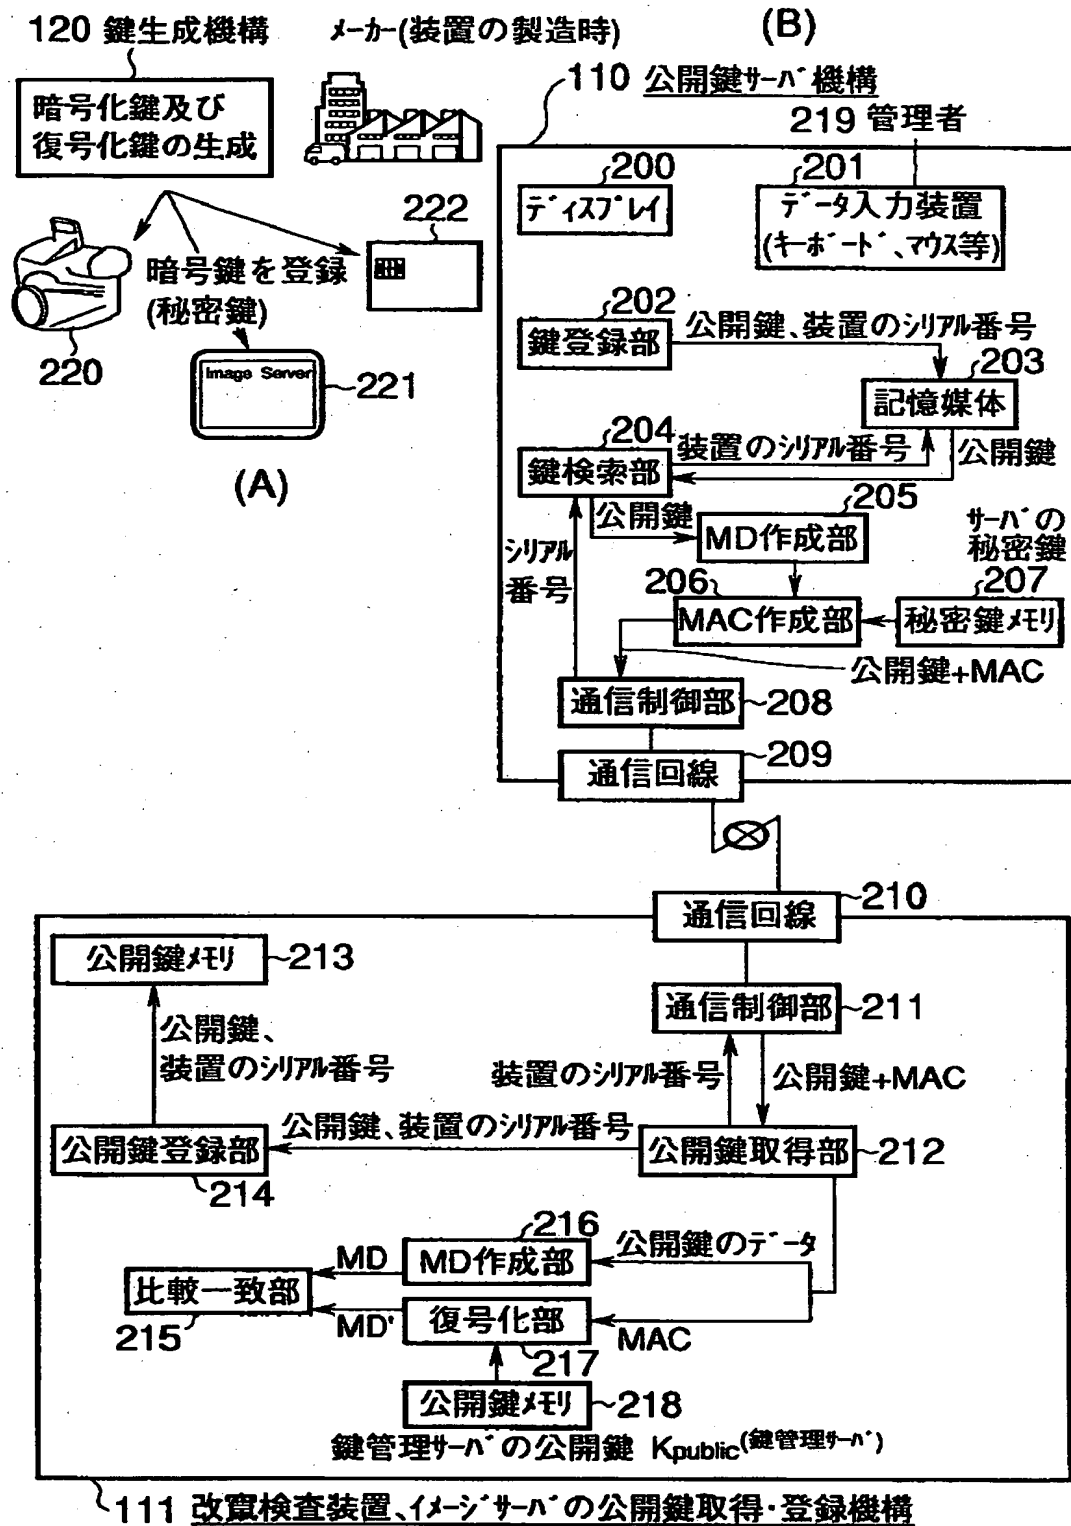 120 鍵生成機構
メーカー(装置の製造時)
(B)
暗号化鍵及び
復号化鍵の生成
110 公開鍵サーバ機構
219 管理者
200
ディスプレイ
201
データ入力装置
(キーボード、マウス等)
222
暗号鍵を登録
(秘密鍵)
220
Image Server
221
(A)
202
鍵登録部
公開鍵、装置のシリアル番号
203
記憶媒体
204
鍵検索部
装置のシリアル番号
公開鍵
公開鍵
205
MD作成部
サーバの
秘密鍵
シリアル
番号
206
MAC作成部
207
秘密鍵メモリ
公開鍵+MAC
通信制御部
208
209
通信回線
210
通信回線
公開鍵メモリ
213
通信制御部
211
公開鍵、
装置のシリアル番号
装置のシリアル番号
公開鍵+MAC
公開鍵、装置のシリアル番号
公開鍵登録部
214
公開鍵取得部
212
216
MD作成部
公開鍵のデータ
MD
比較一致部
215
MD'
復号化部
217
MAC
公開鍵メモリ
218
鍵管理サーバの公開鍵 Kpublic(鍵管理サーバ)
111 改竄検査装置、イメージサーバの公開鍵取得・登録機構